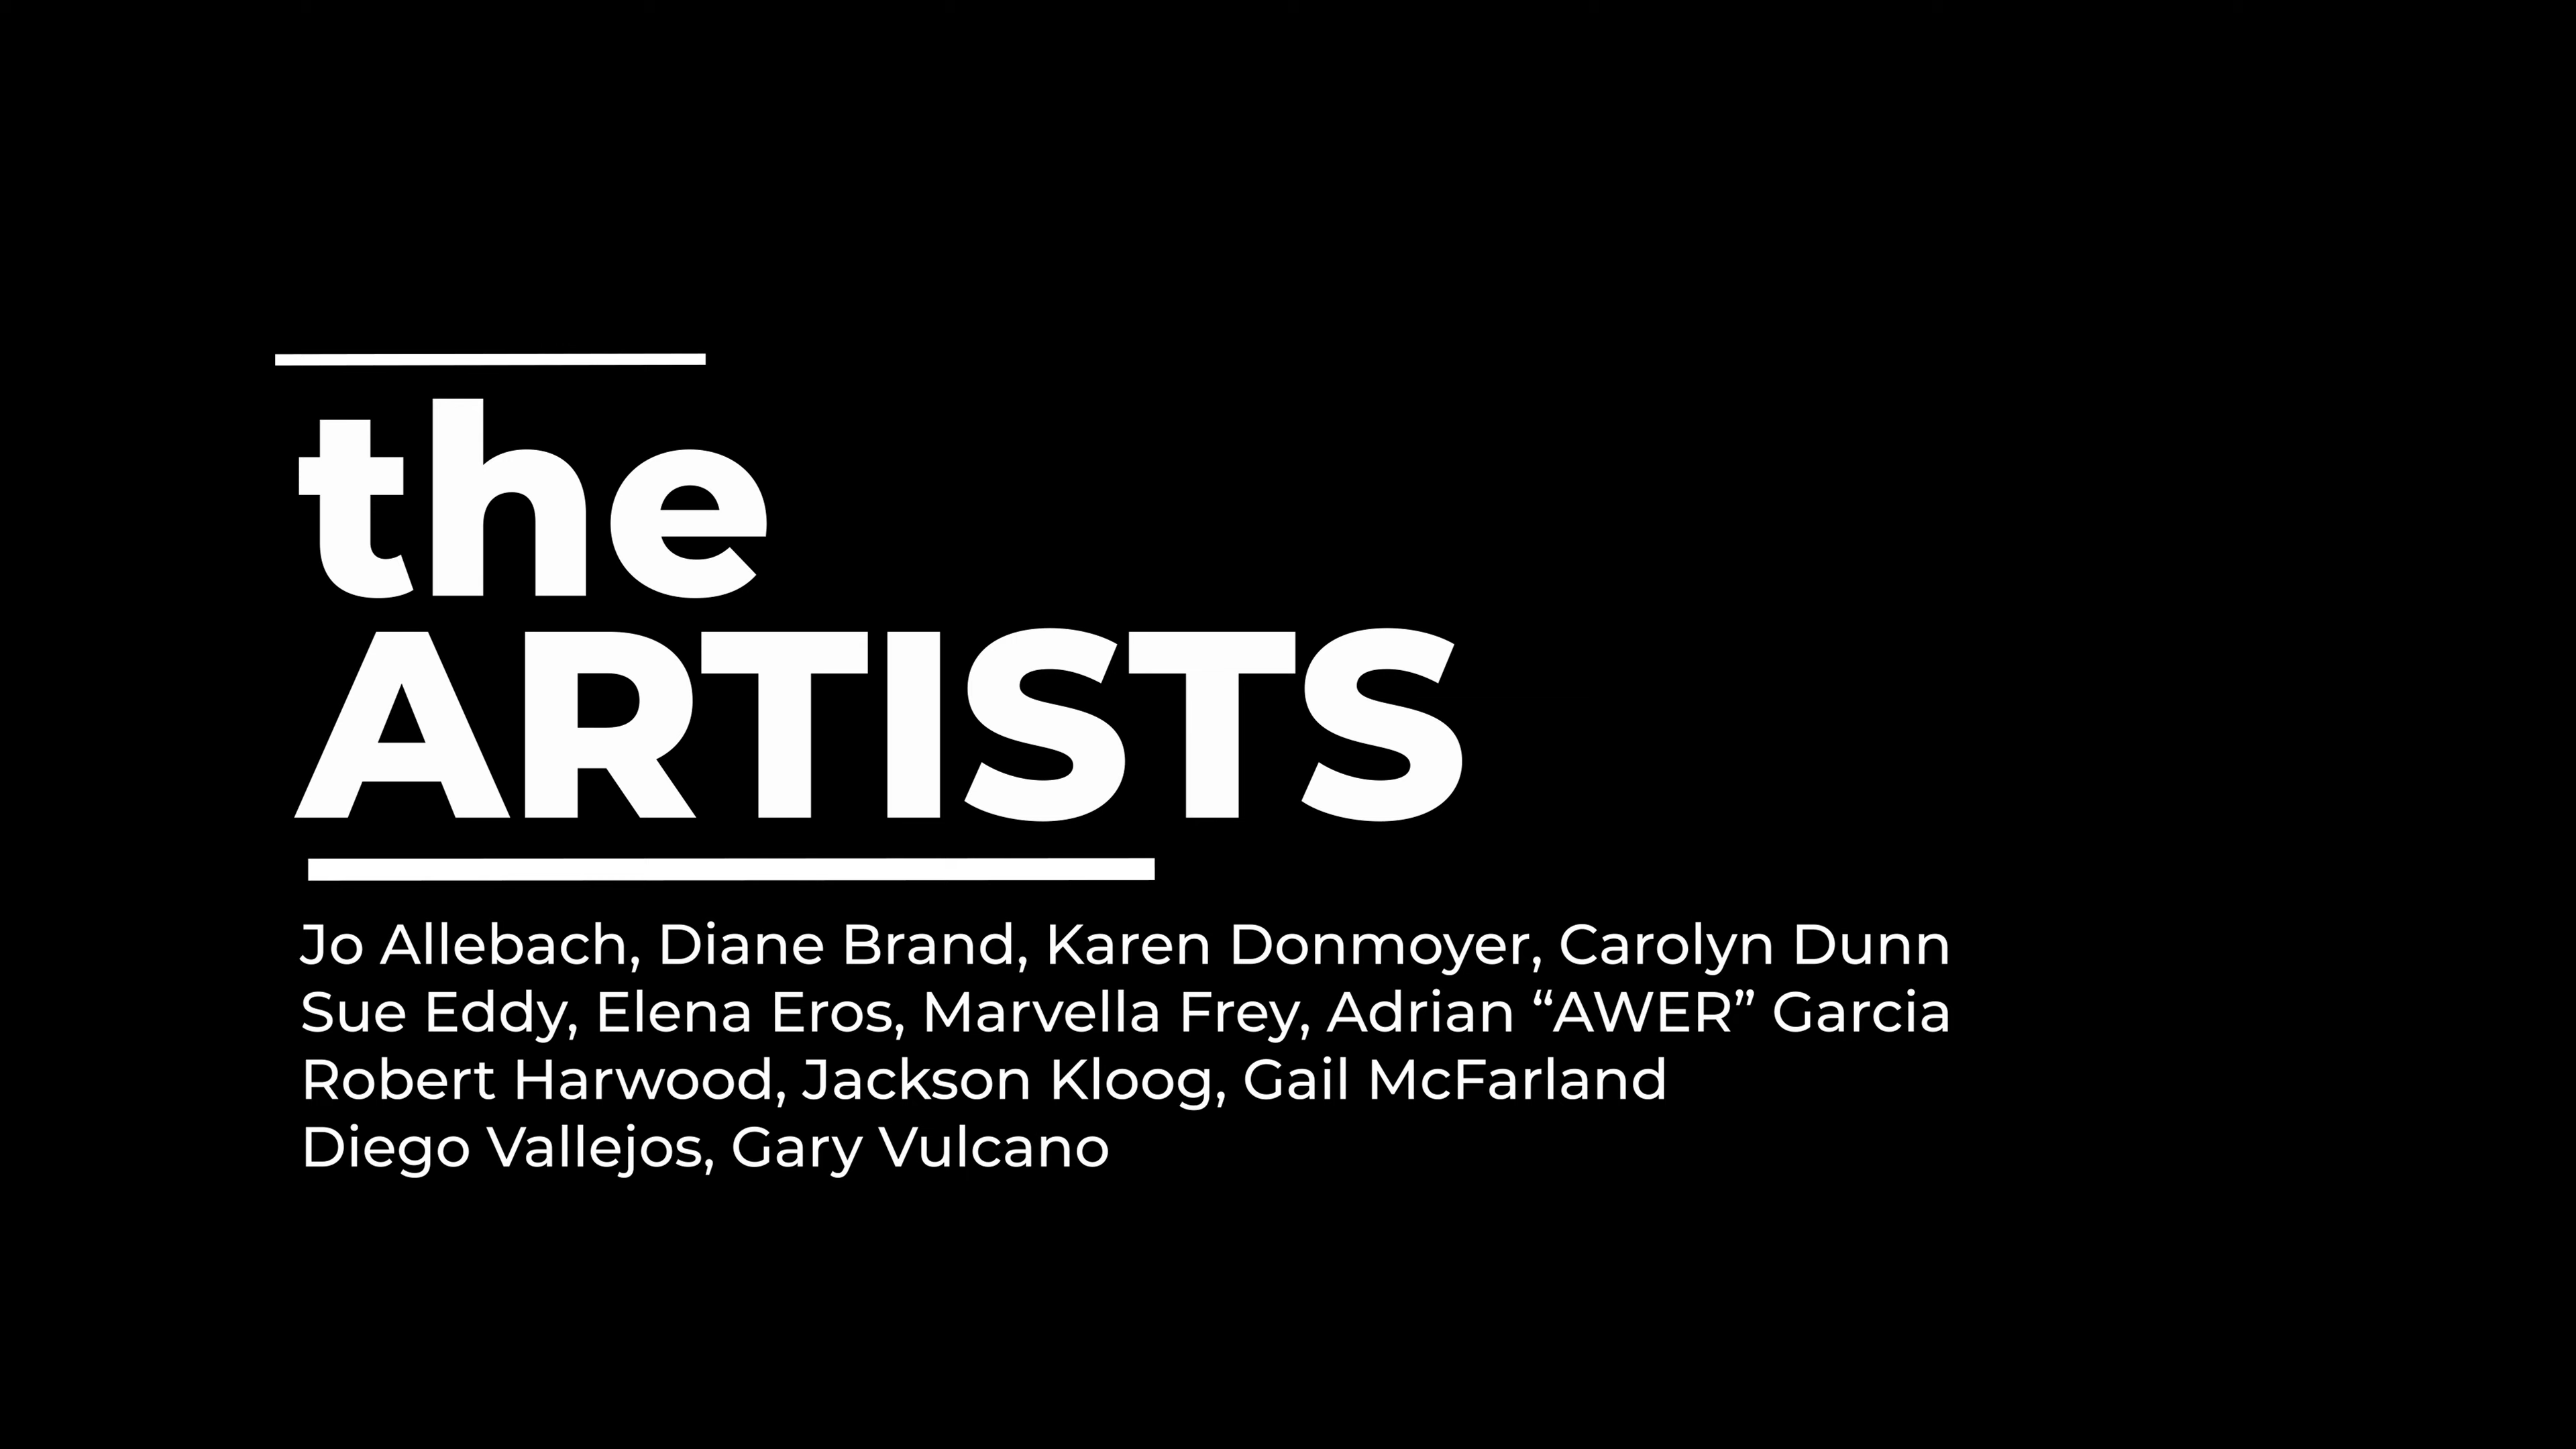 the
ARTISTS
Jo Allebach, Diane Brand, Karen Donmoyer, Carolyn Dunn
Sue Eddy, Elena Eros, Marvella Frey, Adrian “AWER” Garcia
Robert Harwood, Jackson Kloog, Gail McFarland
Diego Vallejos, Gary Vulcano